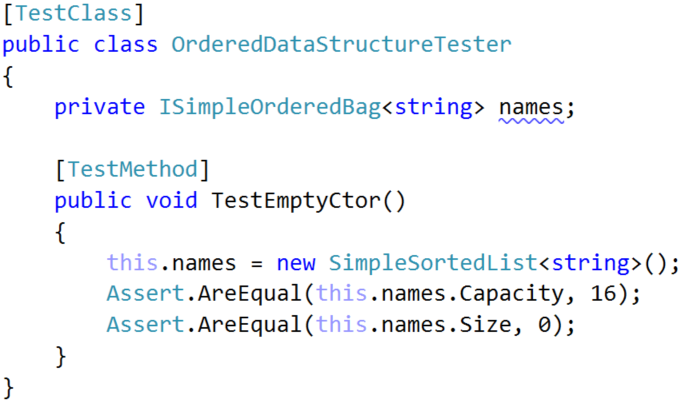 [TestClass]
public class OrderedDataStructureTester
{
    private ISimpleOrderedBag<string> names;

    [TestMethod]
    public void TestEmptyCtor()
    {
        this.names = new SimpleSortedList<string>();
        Assert.AreEqual(this.names.Capacity, 16);
        Assert.AreEqual(this.names.Size, 0);
    }
}